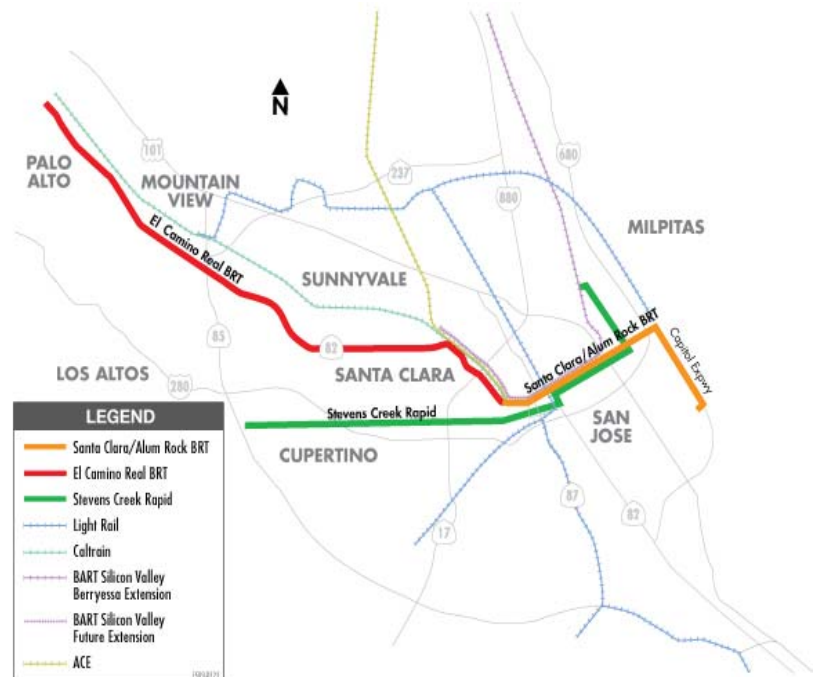 N
101
PALO
ALTO
MOUNTAIN
VIEW
237
680
880
MILPITAS
El Camino Real BRT
SUNNYVALE
85
82
LOS ALTOS
280
SANTA CLARA
Santa Clara/Alum Rock BRT
Capitol Expwy
Stevens Creek Rapid
SAN
JOSE
CUPERTINO
17
87
82
LEGEND
Santa Clara/Alum Rock BRT
El Camino Real BRT
Stevens Creek Rapid
Light Rail
Caltrain
BART Silicon Valley
Berryessa Extension
BART Silicon Valley
Future Extension
ACE